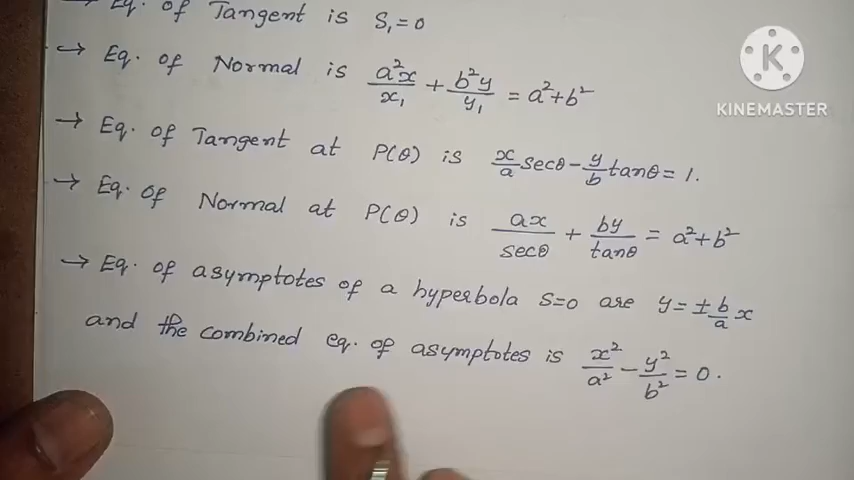 → Eq. of Tangent is S₁=0
→ Eq. of Normal is a²x/x₁ + b²y/y₁ = a²+b²
→ Eq. of Tangent at P(θ) is x/a secθ - y/b tanθ = 1.
→ Eq. of Normal at P(θ) is ax/secθ + by/tanθ = a²+b²
→ Eq. of asymptotes of a hyperbola S=0 are y = ± b/a x
and the combined eq. of asymptotes is x²/a² - y²/b² = 0.
KINEMASTER